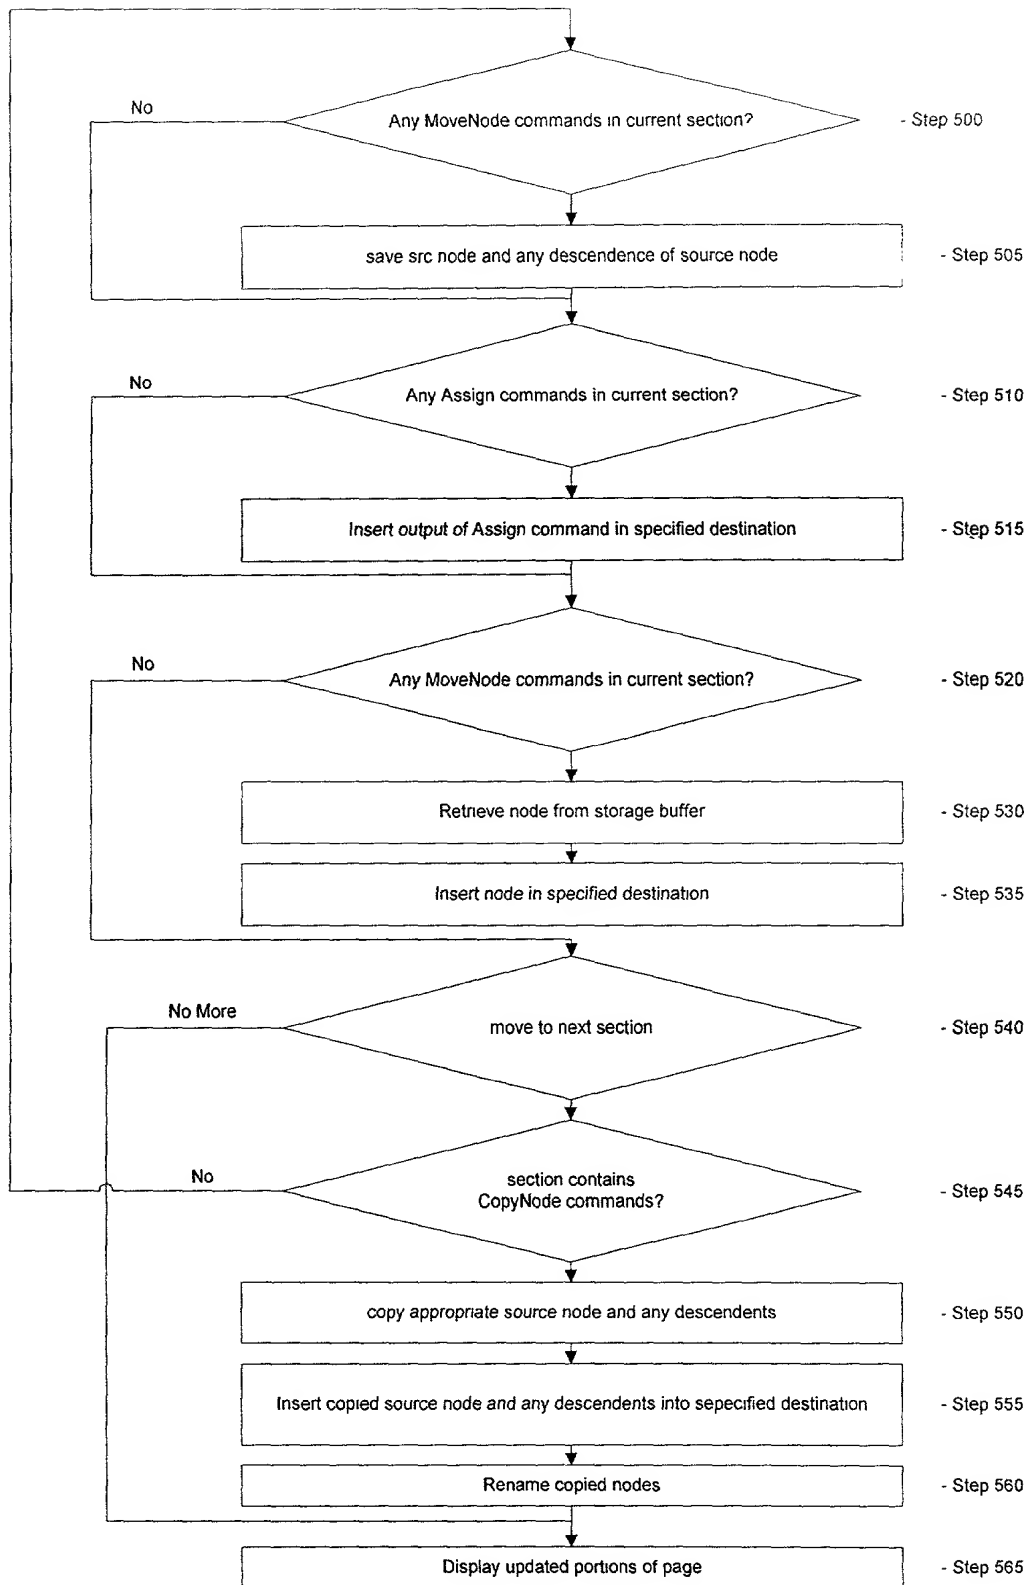 No
Any MoveNode commands in current section?
- Step 500
save src node and any descendence of source node
- Step 505
No
Any Assign commands in current section?
- Step 510
Insert output of Assign command in specified destination
- Step 515
No
Any MoveNode commands in current section?
- Step 520
Retrieve node from storage buffer
- Step 530
Insert node in specified destination
- Step 535
No More
move to next section
- Step 540
No
section contains
CopyNode commands?
- Step 545
copy appropriate source node and any descendents
- Step 550
Insert copied source node and any descendents into sepecified destination
- Step 555
Rename copied nodes
- Step 560
Display updated portions of page
- Step 565